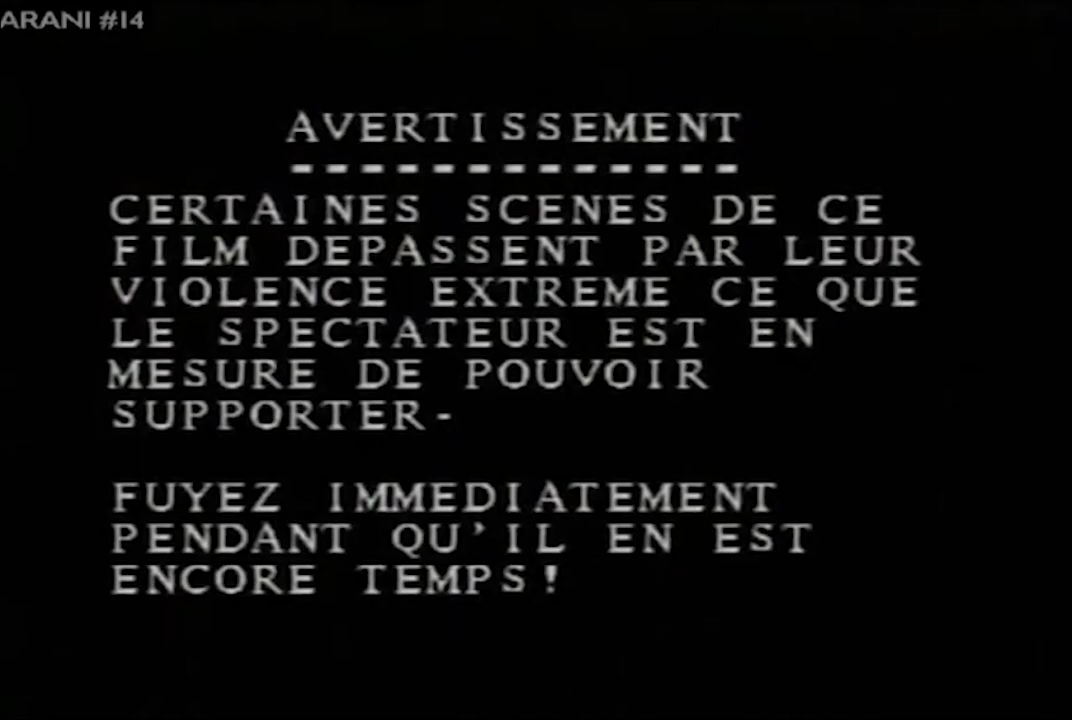 ARANI #14
AVERTISSEMENT
-------------
CERTAINES SCENES DE CE
FILM DEPASSENT PAR LEUR
VIOLENCE EXTREME CE QUE
LE SPECTATEUR EST EN
MESURE DE POUVOIR
SUPPORTER-
FUYEZ IMMEDIATEMENT
PENDANT QU'IL EN EST
ENCORE TEMPS!